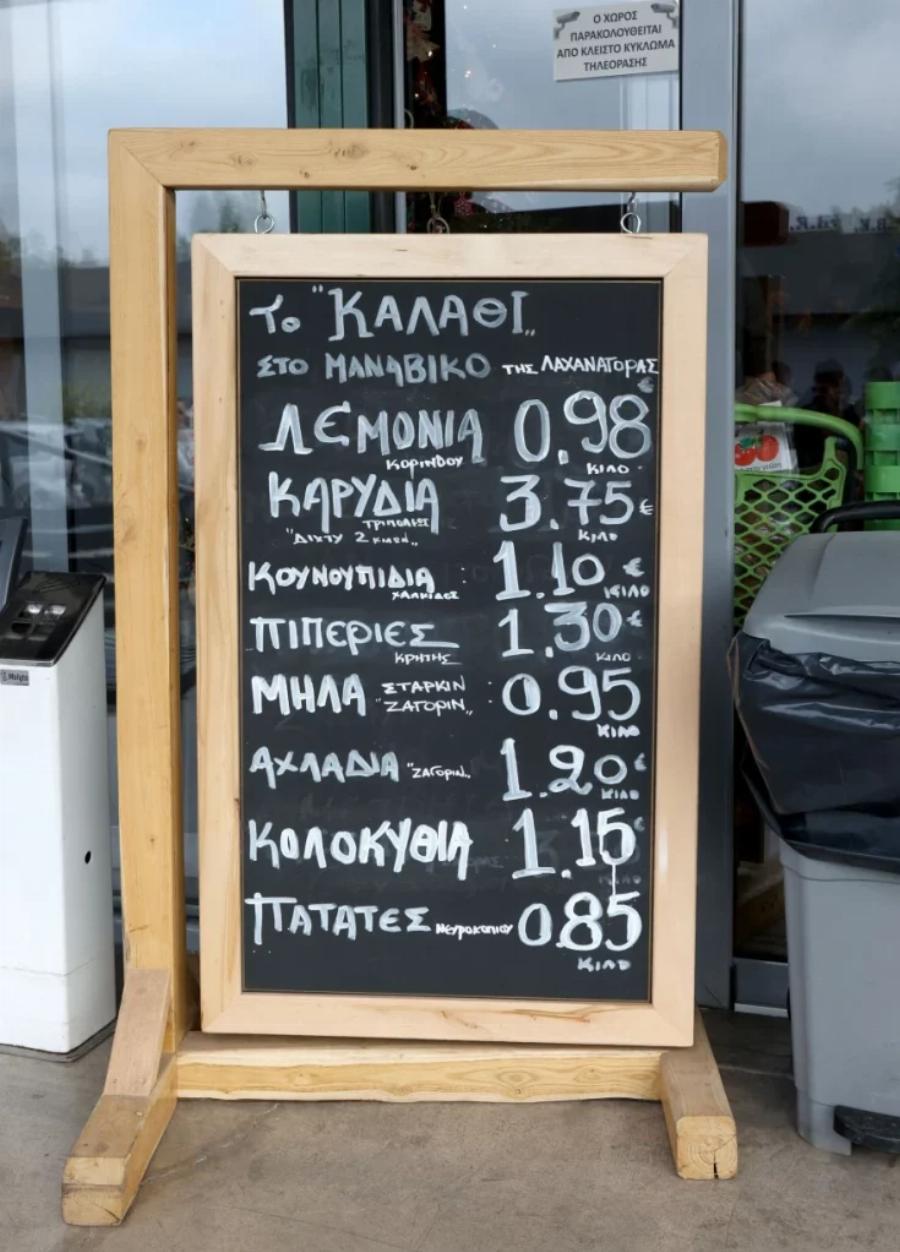 Ο ΧΩΡΟΣ
ΠΑΡΑΚΟΛΟΥΘΕΙΤΑΙ
ΑΠΟ ΚΛΕΙΣΤΟ ΚΥΚΛΩΜΑ
ΤΗΛΕΟΡΑΣΗΣ
Το "ΚΑΛΑΘΙ„
ΣΤΟ ΜΑΝΑΒΙΚΟ ΤΗΣ ΛΑΧΑΝΑΓΟΡΑΣ
ΛΕΜΟΝΙΑ 0.98 €
ΚΟΡΙΝΘΟΥ ΚΙΛΟ
ΚΑΡΥΔΙΑ 3.75 €
ΤΡΙΠΟΛΗΣ ΚΙΛΟ
"ΔΙΧΤΥ 2
ΚΟΥΝΟΥΠΙΔΙΑ : 1.10 €
ΧΑΛΚΙΔΟΣ ΚΙΛΟ
ΠΙΠΕΡΙΕΣ 1.30 €
ΚΡΗΤΗΣ ΚΙΛΟ
ΜΗΛΑ ΣΤΑΡΚΙΝ "ΖΑΓΟΡΙΝ„ : 0.95
ΚΙΛΟ
ΑΧΛΑΔΙΑ "ΖΑΓΟΡΙΝ„ 1.20 €
ΚΙΛΟ
ΚΟΛΟΚΥΘΙΑ 1.15 €
ΚΙΛΟ
ΠΑΤΑΤΕΣ Νευροκοπιου 0.85
ΚΙΛΟ